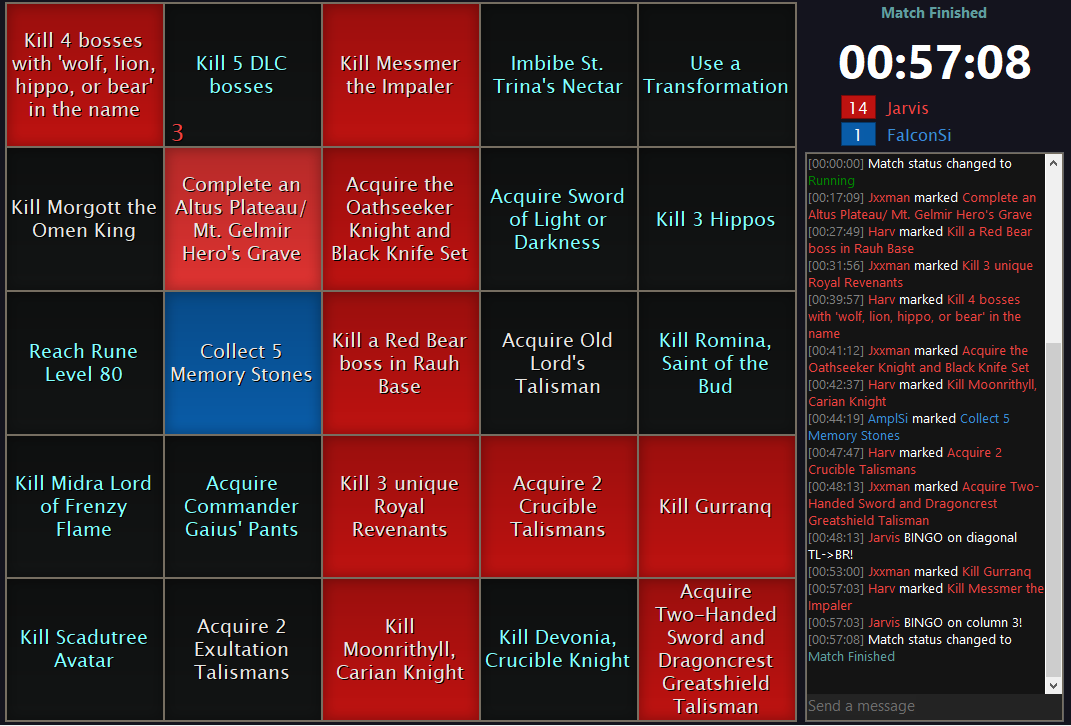 Kill 4 bosses
with 'wolf, lion,
hippo, or bear'
in the name
Kill 5 DLC
bosses
3
Kill Messmer
the Impaler
Imbibe St.
Trina's Nectar
Use a
Transformation
Kill Morgott the
Omen King
Complete an
Altus Plateau/
Mt. Gelmir
Hero's Grave
Acquire the
Oathseeker
Knight and
Black Knife Set
Acquire Sword
of Light or
Darkness
Kill 3 Hippos
Reach Rune
Level 80
Collect 5
Memory Stones
Kill a Red Bear
boss in Rauh
Base
Acquire Old
Lord's
Talisman
Kill Romina,
Saint of the
Bud
Kill Midra Lord
of Frenzy
Flame
Acquire
Commander
Gaius' Pants
Kill 3 unique
Royal
Revenants
Acquire 2
Crucible
Talismans
Kill Gurranq
Kill Scadutree
Avatar
Acquire 2
Exultation
Talismans
Kill
Moonrithyll,
Carian Knight
Kill Devonia,
Crucible Knight
Acquire
Two-Handed
Sword and
Dragoncrest
Greatshield
Talisman
Match Finished
00:57:08
14 Jarvis
1 FalconSi
[00:00:00] Match status changed to
Running
[00:17:09] Jxxman marked Complete an
Altus Plateau/ Mt. Gelmir Hero's Grave
[00:27:49] Harv marked Kill a Red Bear
boss in Rauh Base
[00:31:56] Jxxman marked Kill 3 unique
Royal Revenants
[00:39:57] Harv marked Kill 4 bosses
with 'wolf, lion, hippo, or bear' in the
name
[00:41:12] Jxxman marked Acquire the
Oathseeker Knight and Black Knife Set
[00:42:37] Harv marked Kill Moonrithyll,
Carian Knight
[00:44:19] AmplSi marked Collect 5
Memory Stones
[00:47:47] Harv marked Acquire 2
Crucible Talismans
[00:48:13] Jxxman marked Acquire Two-
Handed Sword and Dragoncrest
Greatshield Talisman
[00:48:13] Jarvis BINGO on diagonal
TL->BR!
[00:53:00] Jxxman marked Kill Gurranq
[00:57:03] Harv marked Kill Messmer the
Impaler
[00:57:03] Jarvis BINGO on column 3!
[00:57:08] Match status changed to
Match Finished
Send a message